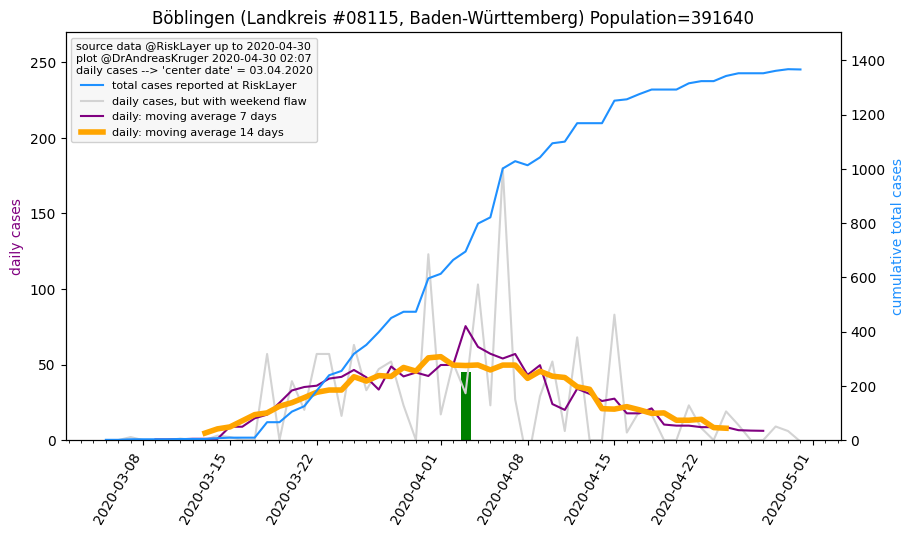 Böblingen (Landkreis #08115, Baden-Württemberg) Population=391640
source data @RiskLayer up to 2020-04-30
plot @DrAndreasKruger 2020-04-30 02:07
daily cases --> 'center date' = 03.04.2020
total cases reported at RiskLayer
daily cases, but with weekend flaw
daily: moving average 7 days
daily: moving average 14 days
daily cases
250
200
150
100
50
0
cumulative total cases
1400
1200
1000
800
600
400
200
0
2020-03-08
2020-03-15
2020-03-22
2020-04-01
2020-04-08
2020-04-15
2020-04-22
2020-05-01